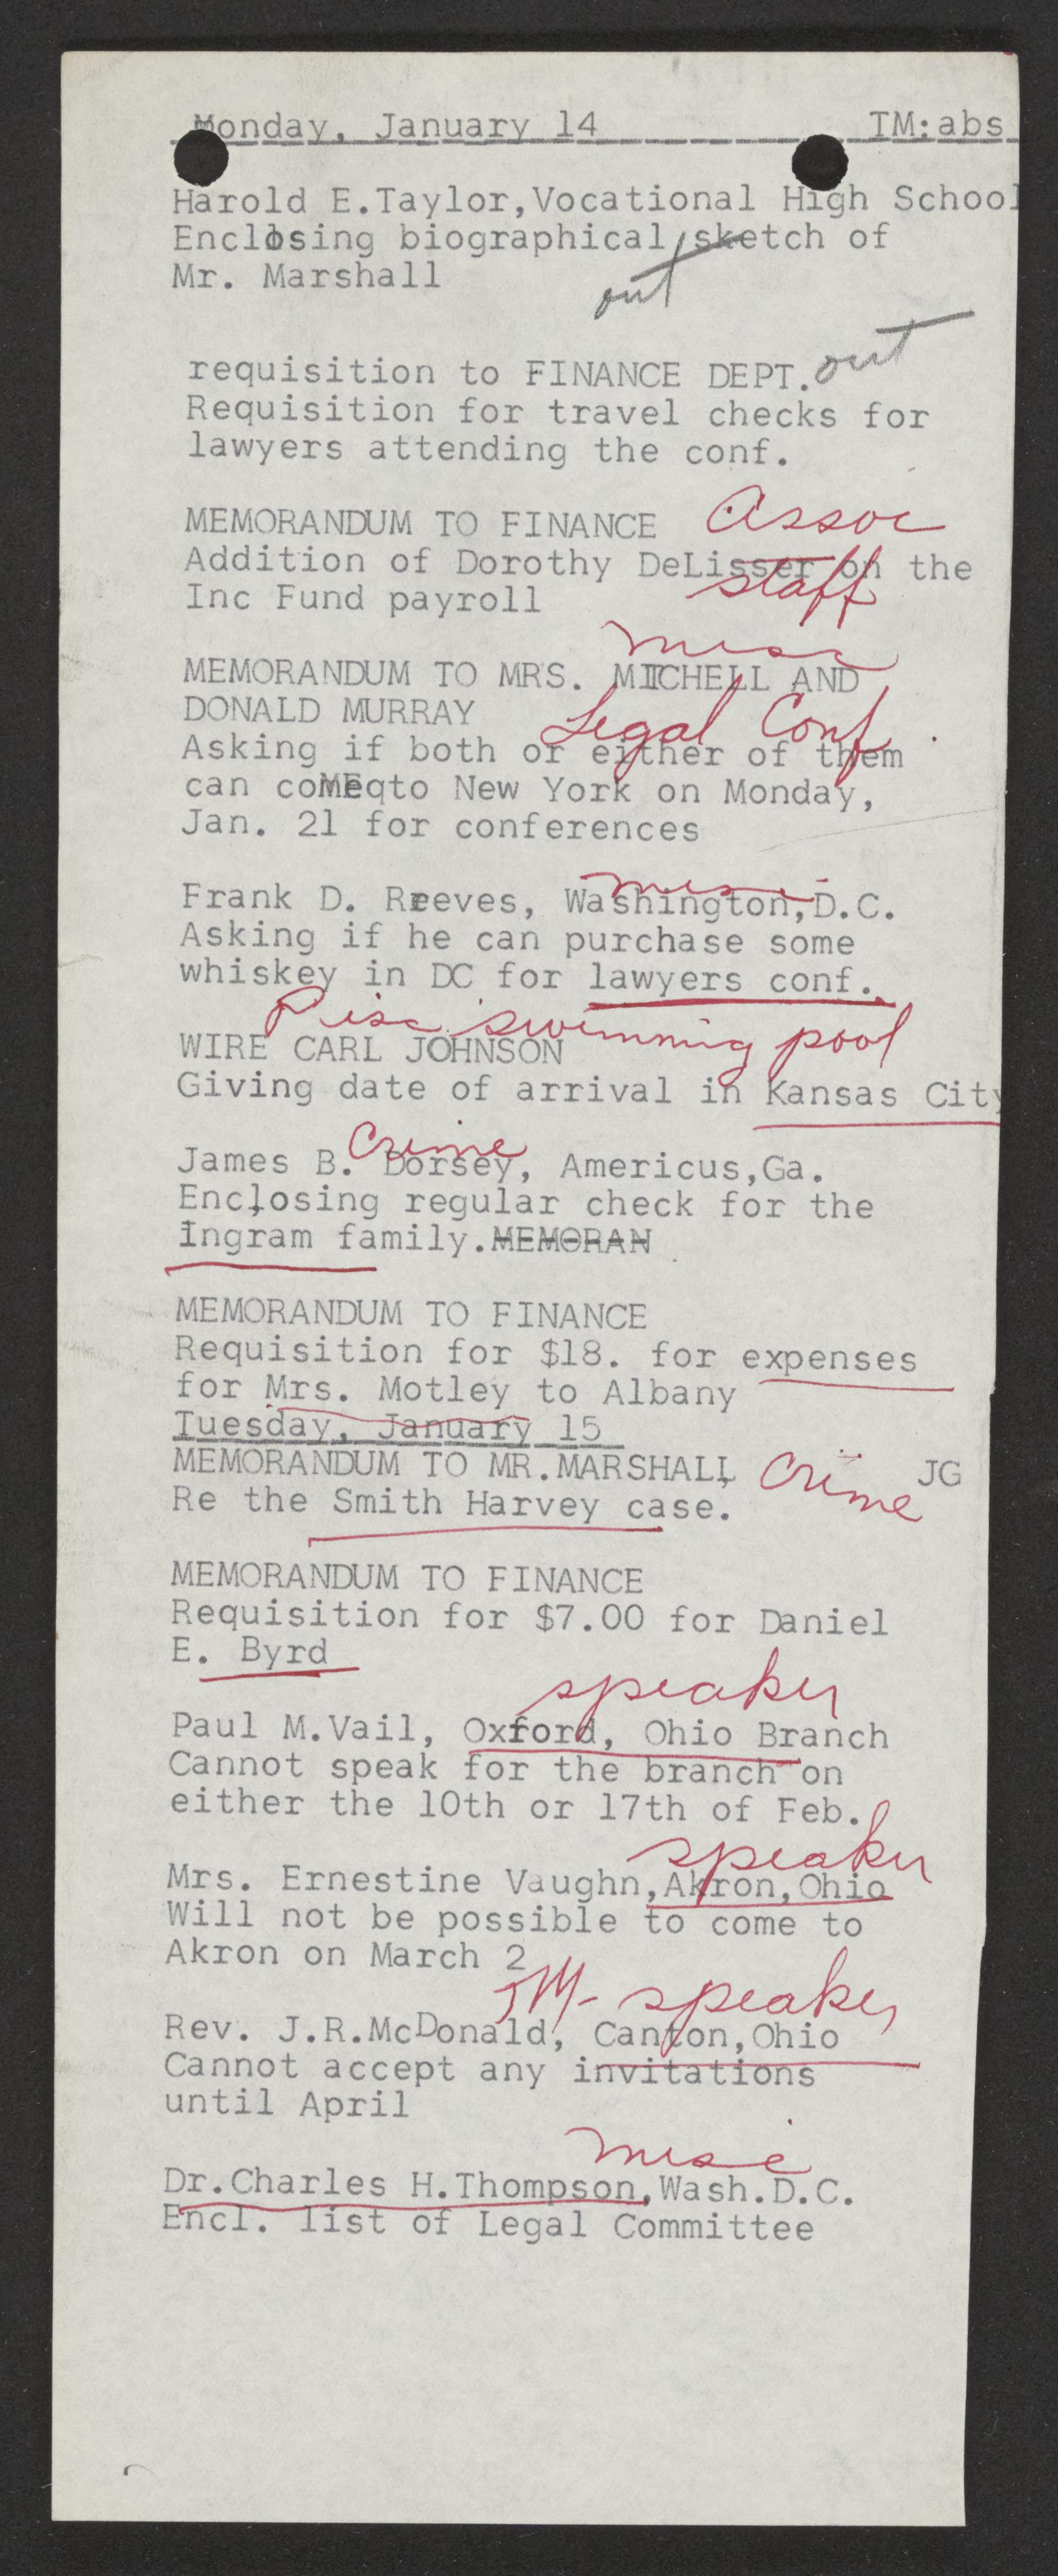 Monday, January 14 TM:abs
Harold E.Taylor,Vocational High School
Enclosing biographical sketch of
out
Mr. Marshall
requisition to FINANCE DEPT. out
Requisition for travel checks for
lawyers attending the conf.
MEMORANDUM TO FINANCE Assoc
Addition of Dorothy DeLisser on the
staff
Inc Fund payroll
misc
MEMORANDUM TO MRS. MITCHELL AND
DONALD MURRAY Legal Conf
Asking if both or either of them
can comeqto New York on Monday,
Jan. 21 for conferences
misc
Frank D. Reeves, Washington,D.C.
Asking if he can purchase some
whiskey in DC for lawyers conf.
Disc swimming pool
WIRE CARL JOHNSON
Giving date of arrival in Kansas City
Crime
James B. Dorsey, Americus,Ga.
Enclosing regular check for the
Ingram family.MEMORAN
MEMORANDUM TO FINANCE
Requisition for $18. for expenses
for Mrs. Motley to Albany
Tuesday, January 15
MEMORANDUM TO MR.MARSHALL Crime JG
Re the Smith Harvey case.
MEMORANDUM TO FINANCE
Requisition for $7.00 for Daniel
E. Byrd
speaker
Paul M.Vail, Oxford, Ohio Branch
Cannot speak for the branch on
either the 10th or 17th of Feb.
speaker
Mrs. Ernestine Vaughn,Akron,Ohio
Will not be possible to come to
Akron on March 2
TM- speaker
Rev. J.R.McDonald, Canton,Ohio
Cannot accept any invitations
until April
misc
Dr.Charles H.Thompson,Wash.D.C.
Encl. list of Legal Committee